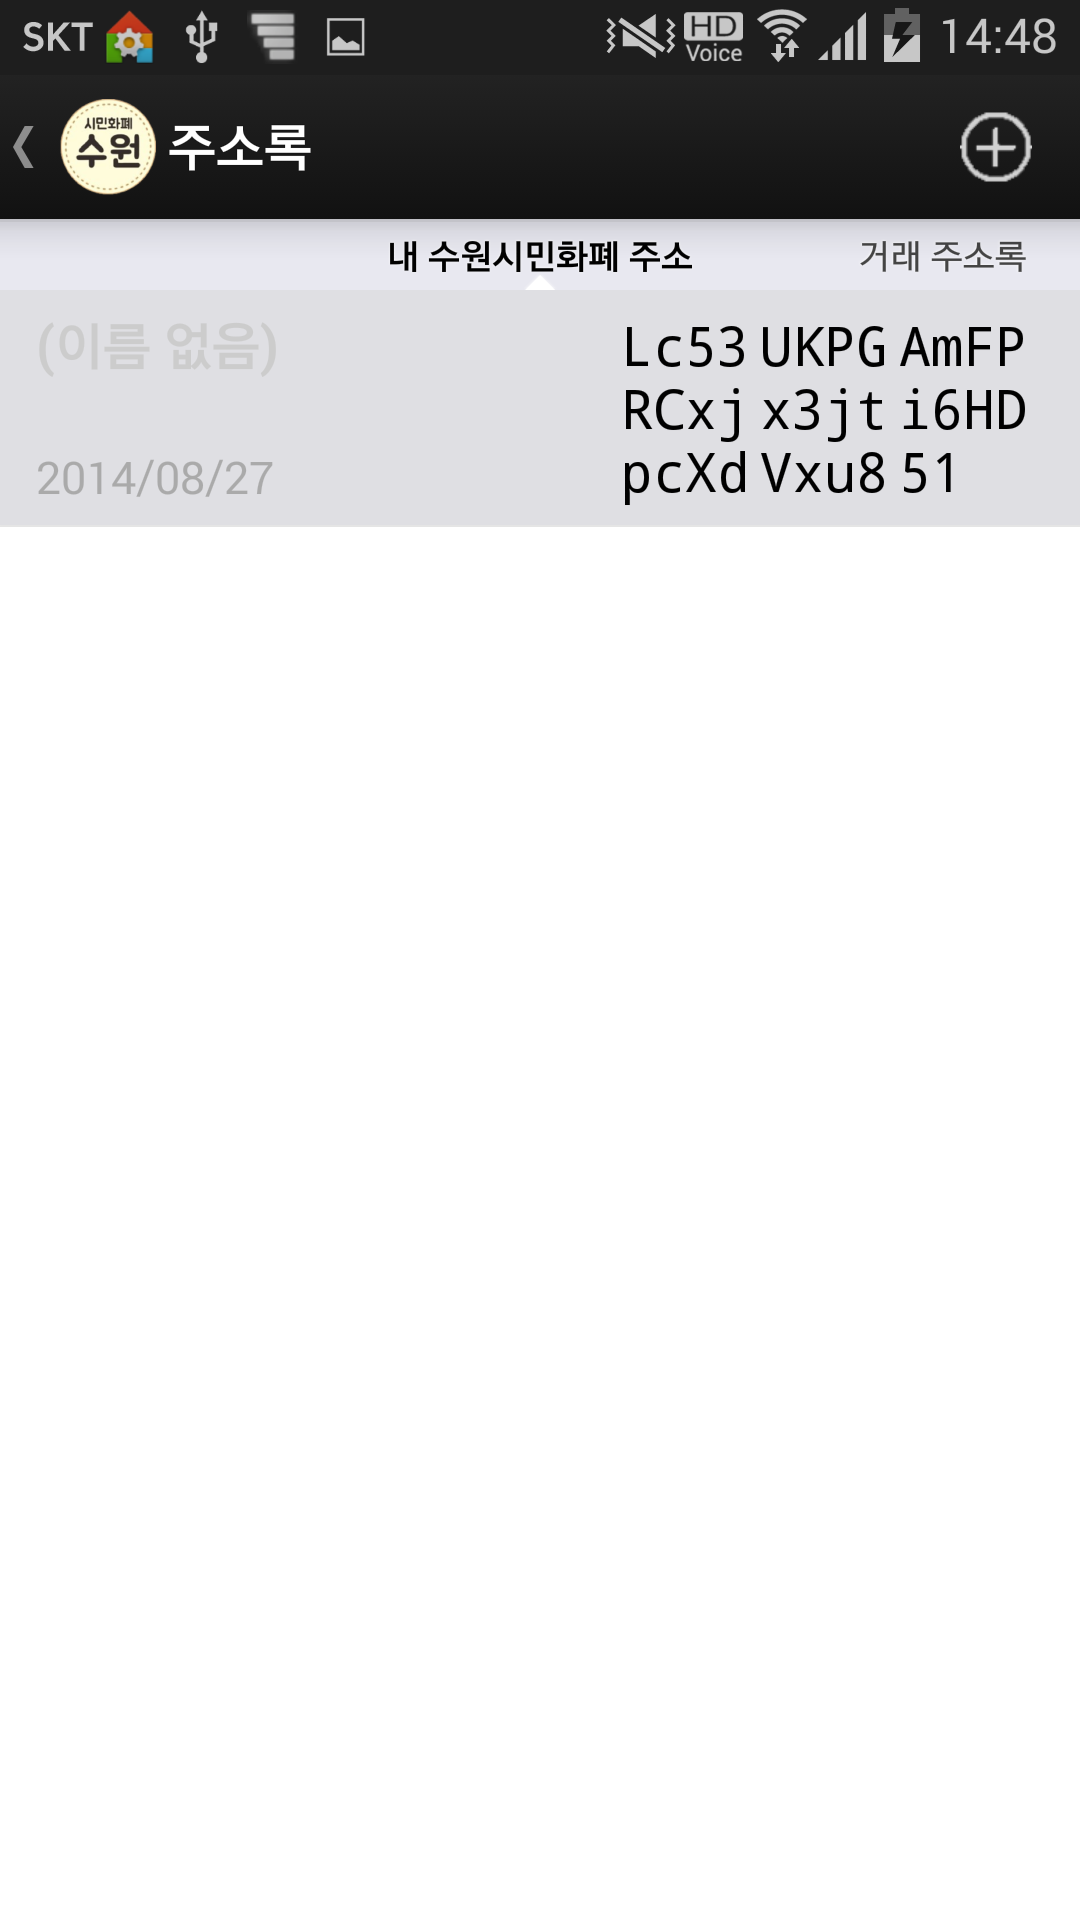 SKT HD Voice 14:48
시민화폐 수원 주소록
내 수원시민화폐 주소 거래 주소록
(이름 없음)
Lc53 UKPG AmFP
RCxj x3jt i6HD
2014/08/27 pcXd Vxu8 51